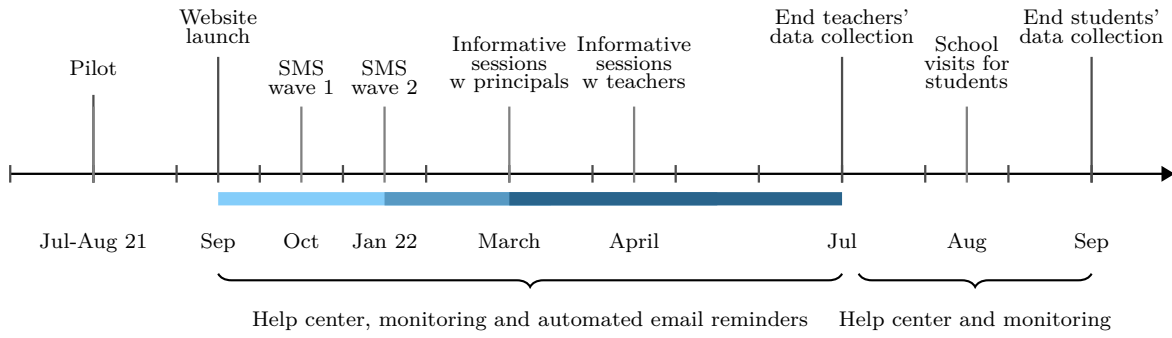 Website
launch
Pilot
SMS
wave 1
SMS
wave 2
Informative
sessions
w principals
Informative
sessions
w teachers
End teachers’
data collection
School
visits for
students
End students’
data collection
Jul-Aug 21
Sep
Oct
Jan 22
March
April
Jul
Aug
Sep
Help center, monitoring and automated email reminders
Help center and monitoring